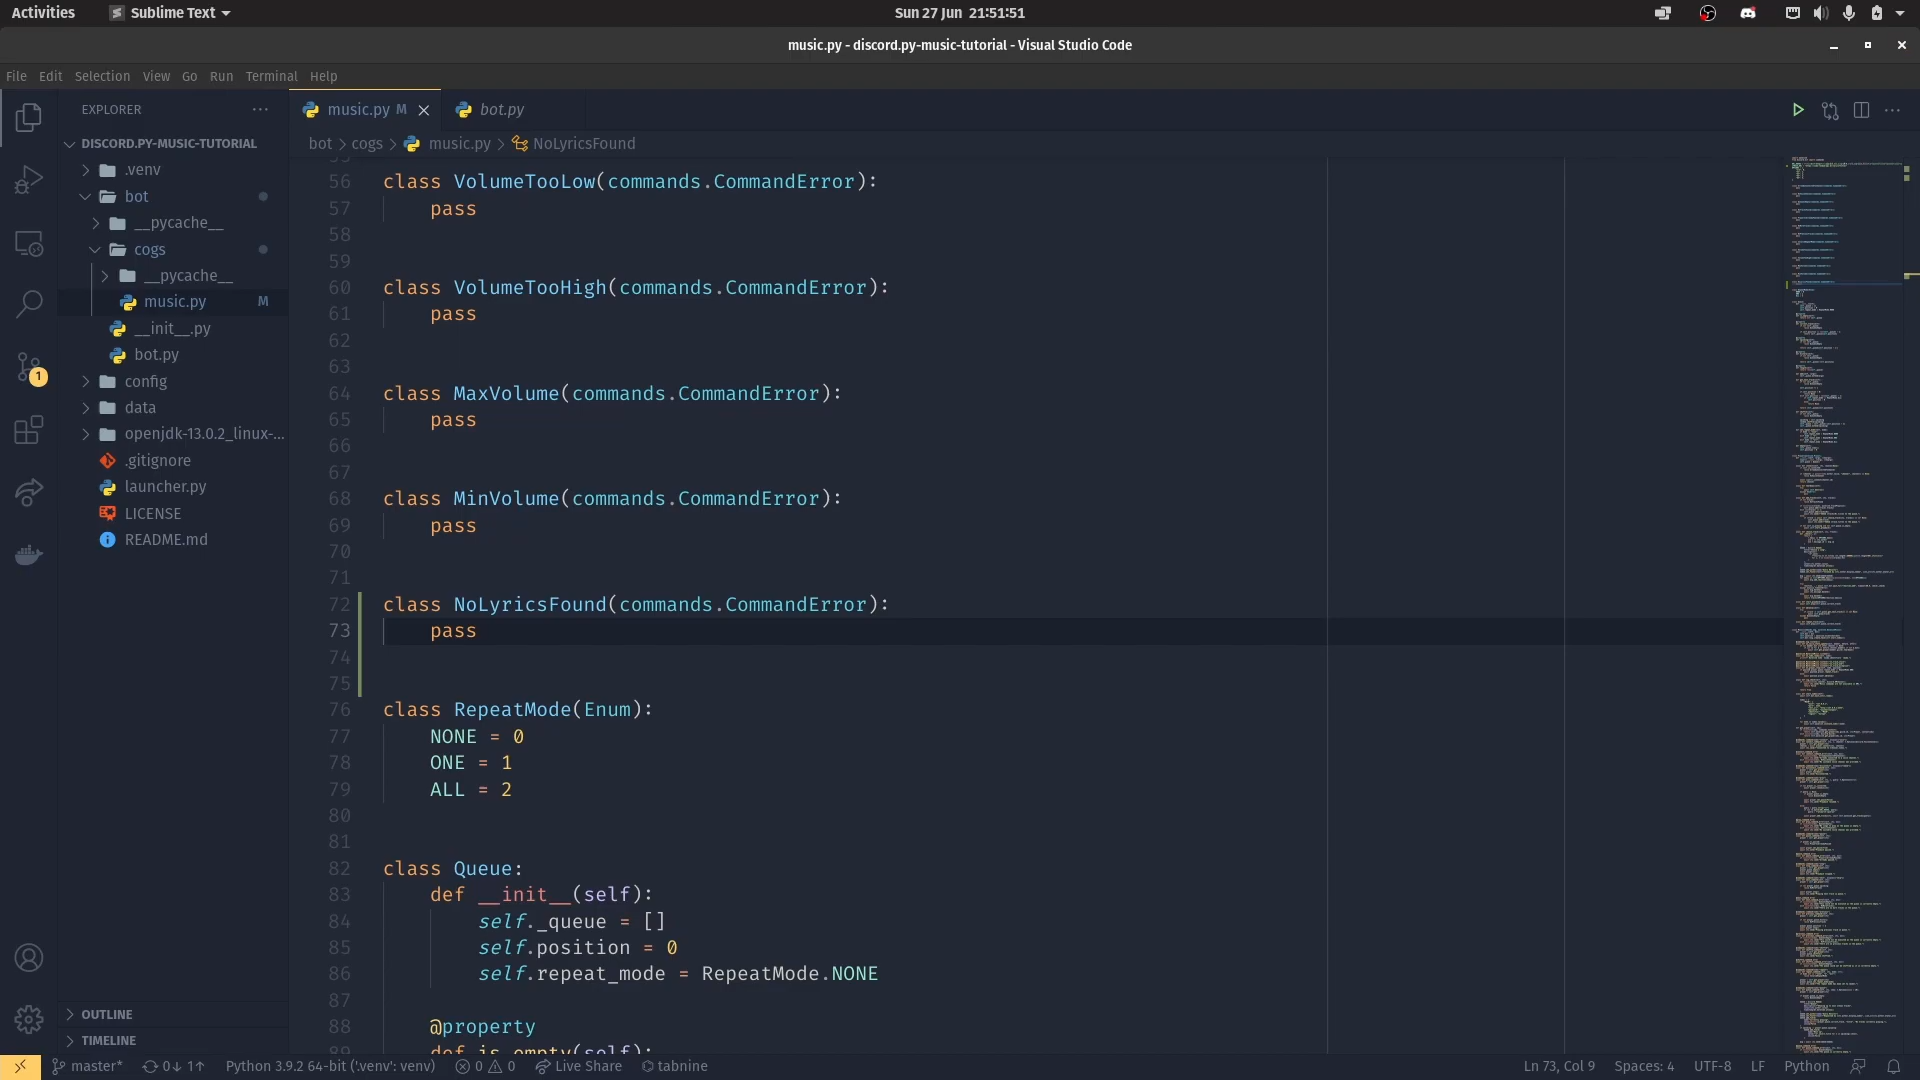 Activities
Sublime Text
Sun 27 Jun 21:51:51
music.py - discord.py-music-tutorial - Visual Studio Code
File Edit Selection View Go Run Terminal Help
EXPLORER
music.py M
bot.py
DISCORD.PY-MUSIC-TUTORIAL
bot > cogs > music.py > NoLyricsFound
.venv
bot
__pycache__
cogs
__pycache__
music.py M
__init__.py
bot.py
config
data
openjdk-13.0.2_linux-...
.gitignore
launcher.py
LICENSE
README.md
1
OUTLINE
TIMELINE
56 class VolumeTooLow(commands.CommandError):
57     pass
58
59
60 class VolumeTooHigh(commands.CommandError):
61     pass
62
63
64 class MaxVolume(commands.CommandError):
65     pass
66
67
68 class MinVolume(commands.CommandError):
69     pass
70
71
72 class NoLyricsFound(commands.CommandError):
73     pass
74
75
76 class RepeatMode(Enum):
77     NONE = 0
78     ONE = 1
79     ALL = 2
80
81
82 class Queue:
83     def __init__(self):
84         self._queue = []
85         self.position = 0
86         self.repeat_mode = RepeatMode.NONE
87
88     @property
89     def is_empty(self):
master* 0↓ 1↑ Python 3.9.2 64-bit ('.venv': venv) 0 0 Live Share tabnine Ln 73, Col 9 Spaces: 4 UTF-8 LF Python